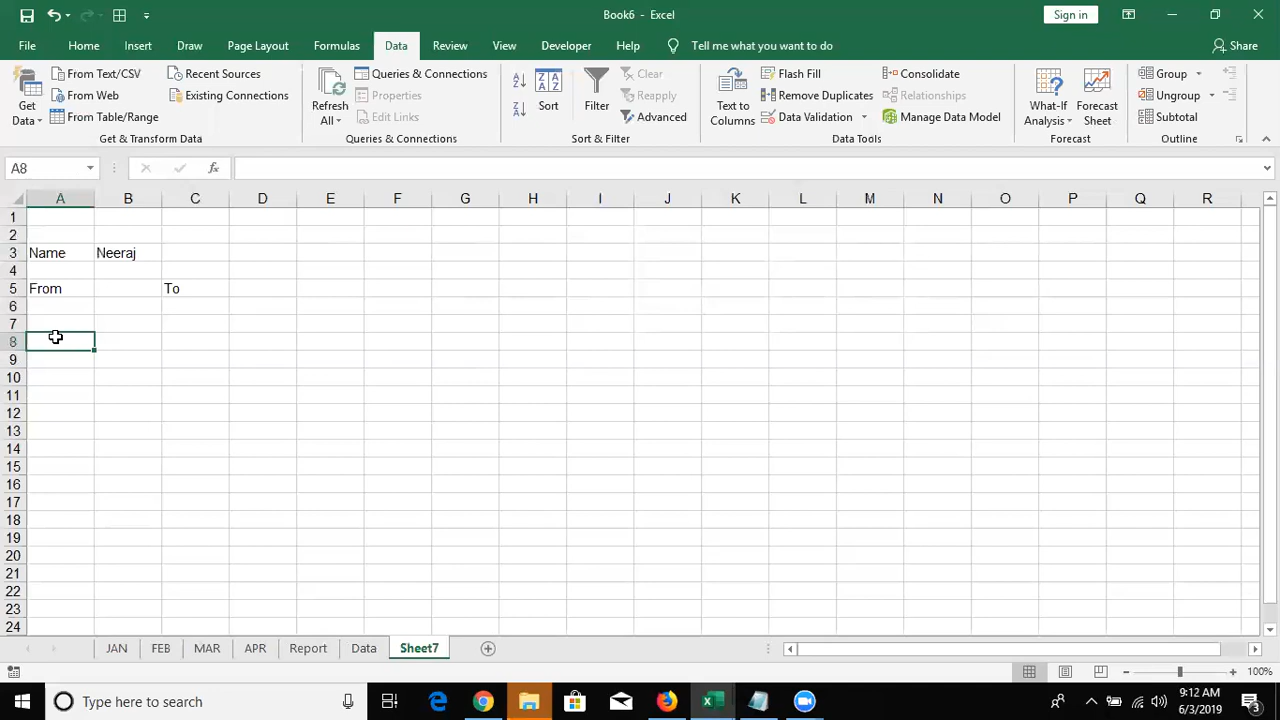 Book6 - Excel
Sign in
File Home Insert Draw Page Layout Formulas Data Review View Developer Help Tell me what you want to do Share
Get Data
From Text/CSV
From Web
From Table/Range
Recent Sources
Existing Connections
Get & Transform Data
Refresh All
Queries & Connections
Properties
Edit Links
Queries & Connections
Sort
Filter
Clear
Reapply
Advanced
Sort & Filter
Text to Columns
Flash Fill
Remove Duplicates
Data Validation
Consolidate
Relationships
Manage Data Model
Data Tools
What-If Analysis
Forecast Sheet
Forecast
Group
Ungroup
Subtotal
Outline
A8 fx
A B C D E F G H I J K L M N O P Q R
1
2
3 Name Neeraj
4
5 From To
6
7
8
9
10
11
12
13
14
15
16
17
18
19
20
21
22
23
24
JAN FEB MAR APR Report Data Sheet7
100%
Type here to search
9:12 AM
6/3/2019
3